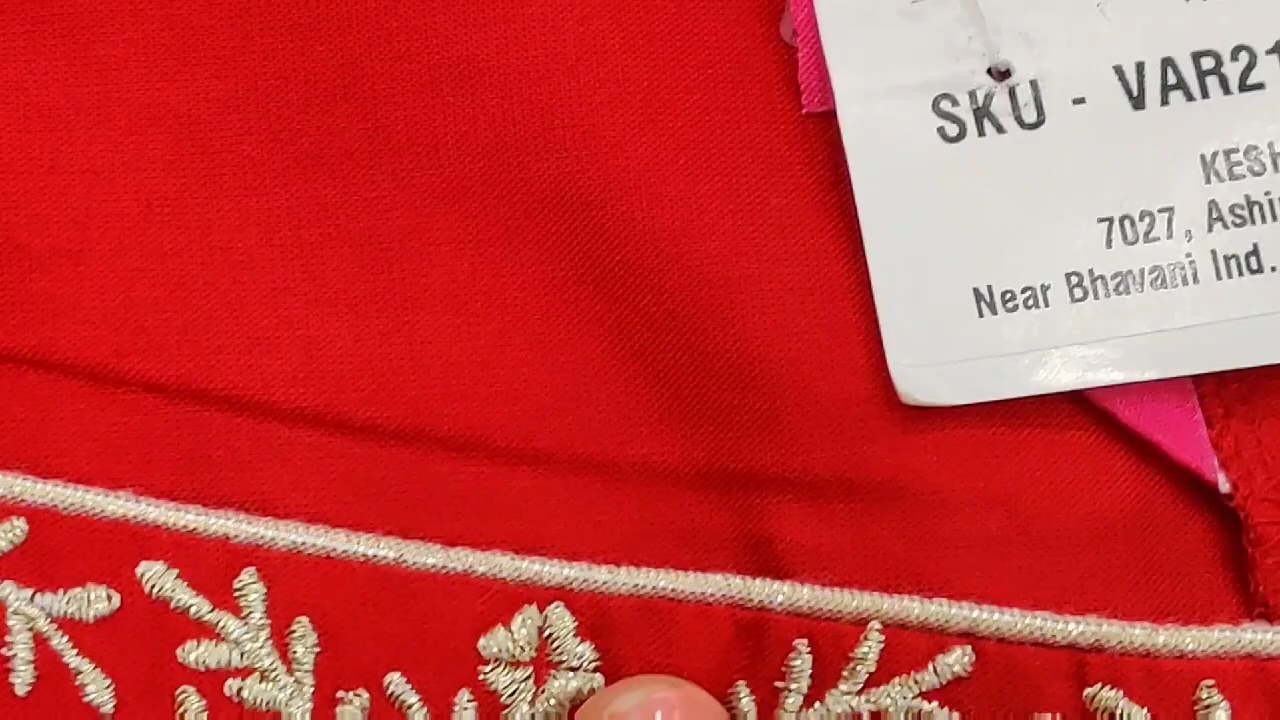 SKU - VAR21
KESH
7027, Ashi
Near Bhavani Ind.